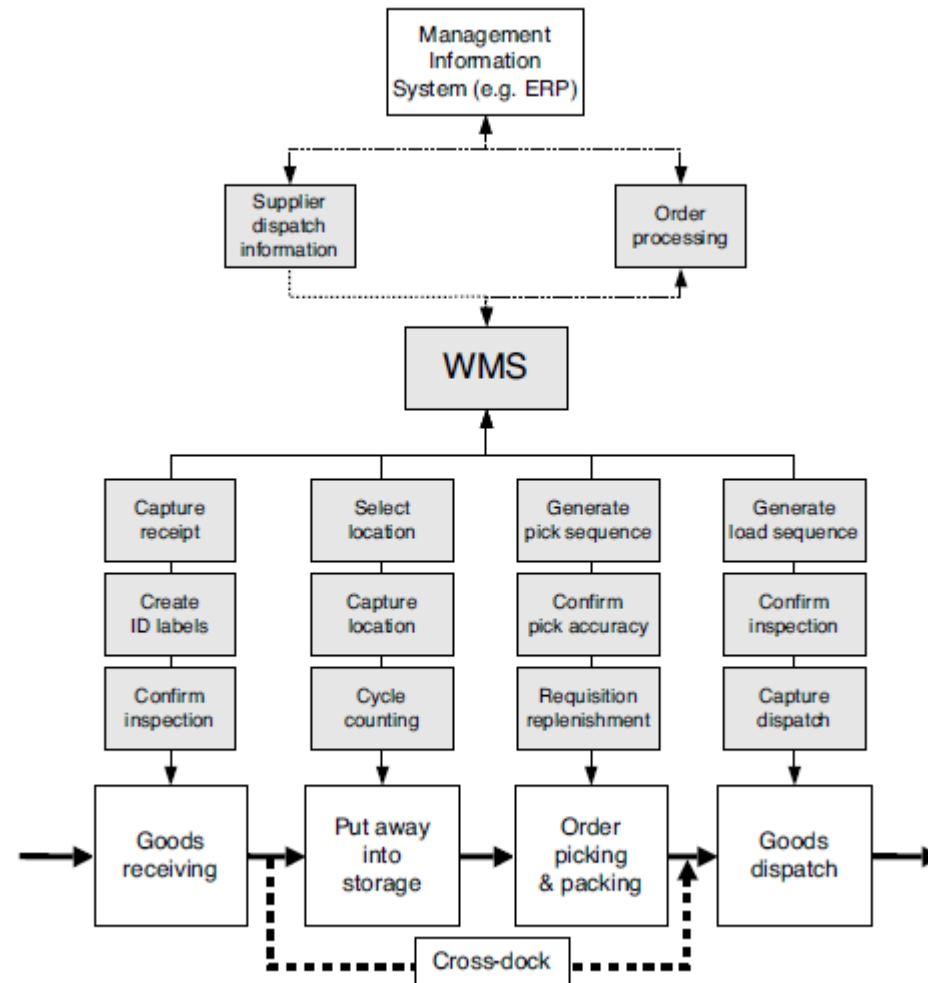 Management
Information
System (e.g. ERP)
Supplier
dispatch
information
Order
processing
WMS
Capture
receipt
Select
location
Generate
pick sequence
Generate
load sequence
Create
ID labels
Capture
location
Confirm
pick accuracy
Confirm
inspection
Confirm
inspection
Cycle
counting
Requisition
replenishment
Capture
dispatch
Goods
receiving
Put away
into
storage
Order
picking
& packing
Goods
dispatch
Cross-dock